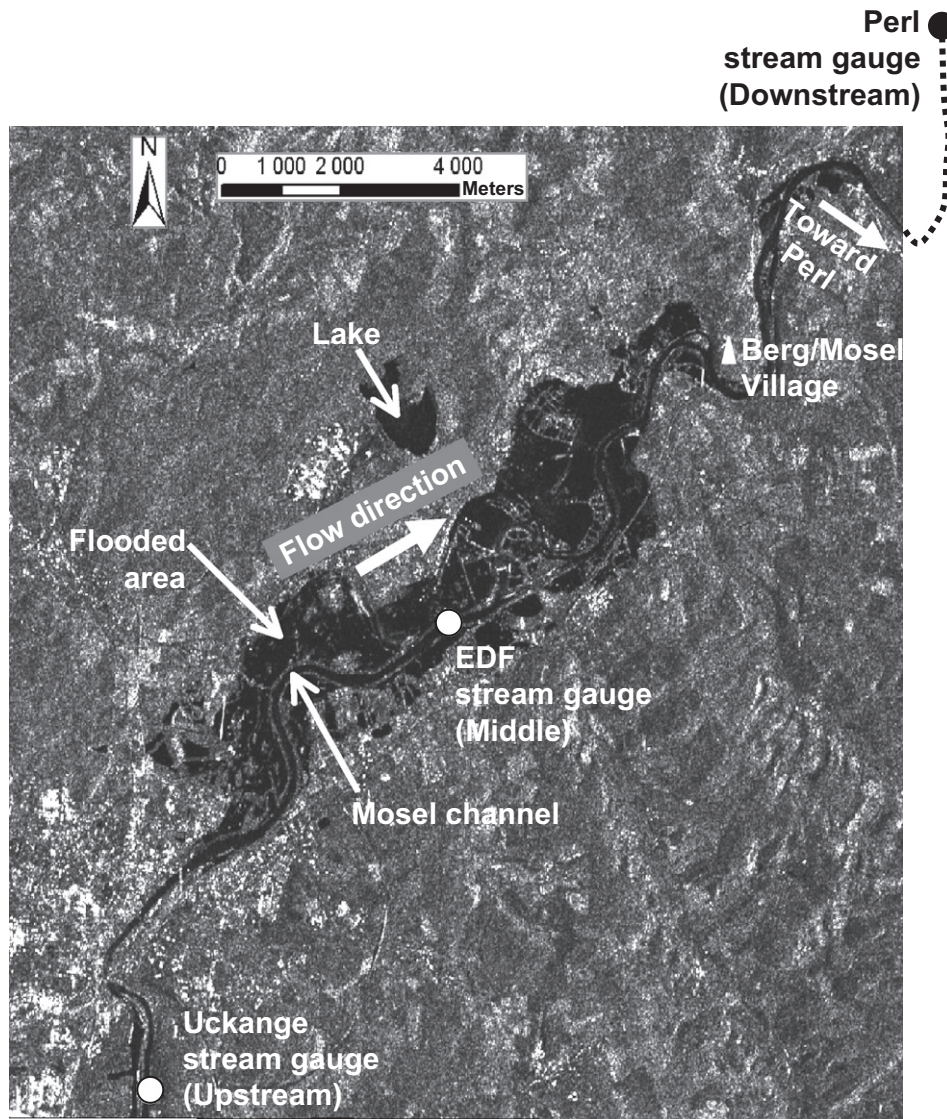 Perl
stream gauge
(Downstream)
N
0 1 000 2 000 4 000
Meters
Toward
Perl
Lake
Berg/Mosel
Village
Flow direction
Flooded
area
EDF
stream gauge
(Middle)
Mosel channel
Uckange
stream gauge
(Upstream)